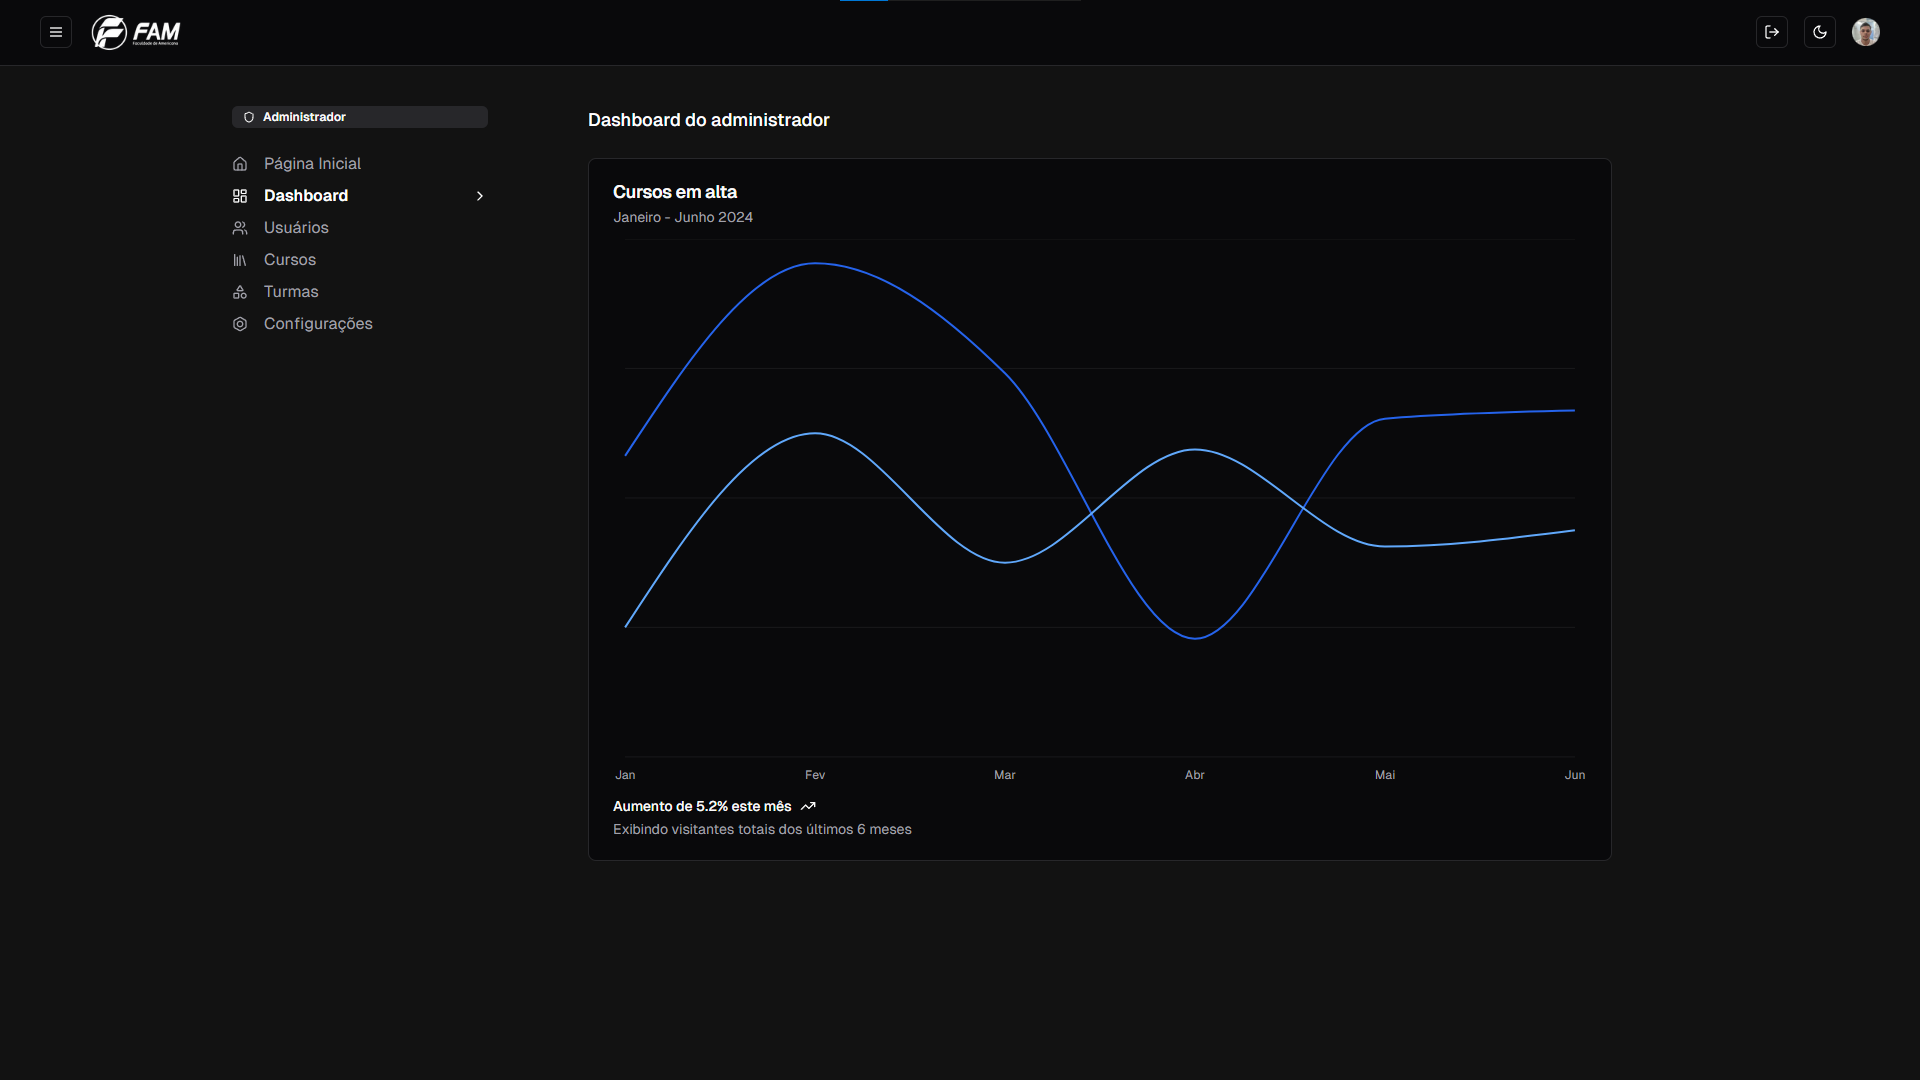 FAM
Faculdade de Americana
Administrador
Página Inicial
Dashboard
Usuários
Cursos
Turmas
Configurações
Dashboard do administrador
Cursos em alta
Janeiro - Junho 2024
Jan Fev Mar Abr Mai Jun
Aumento de 5.2% este mês
Exibindo visitantes totais dos últimos 6 meses